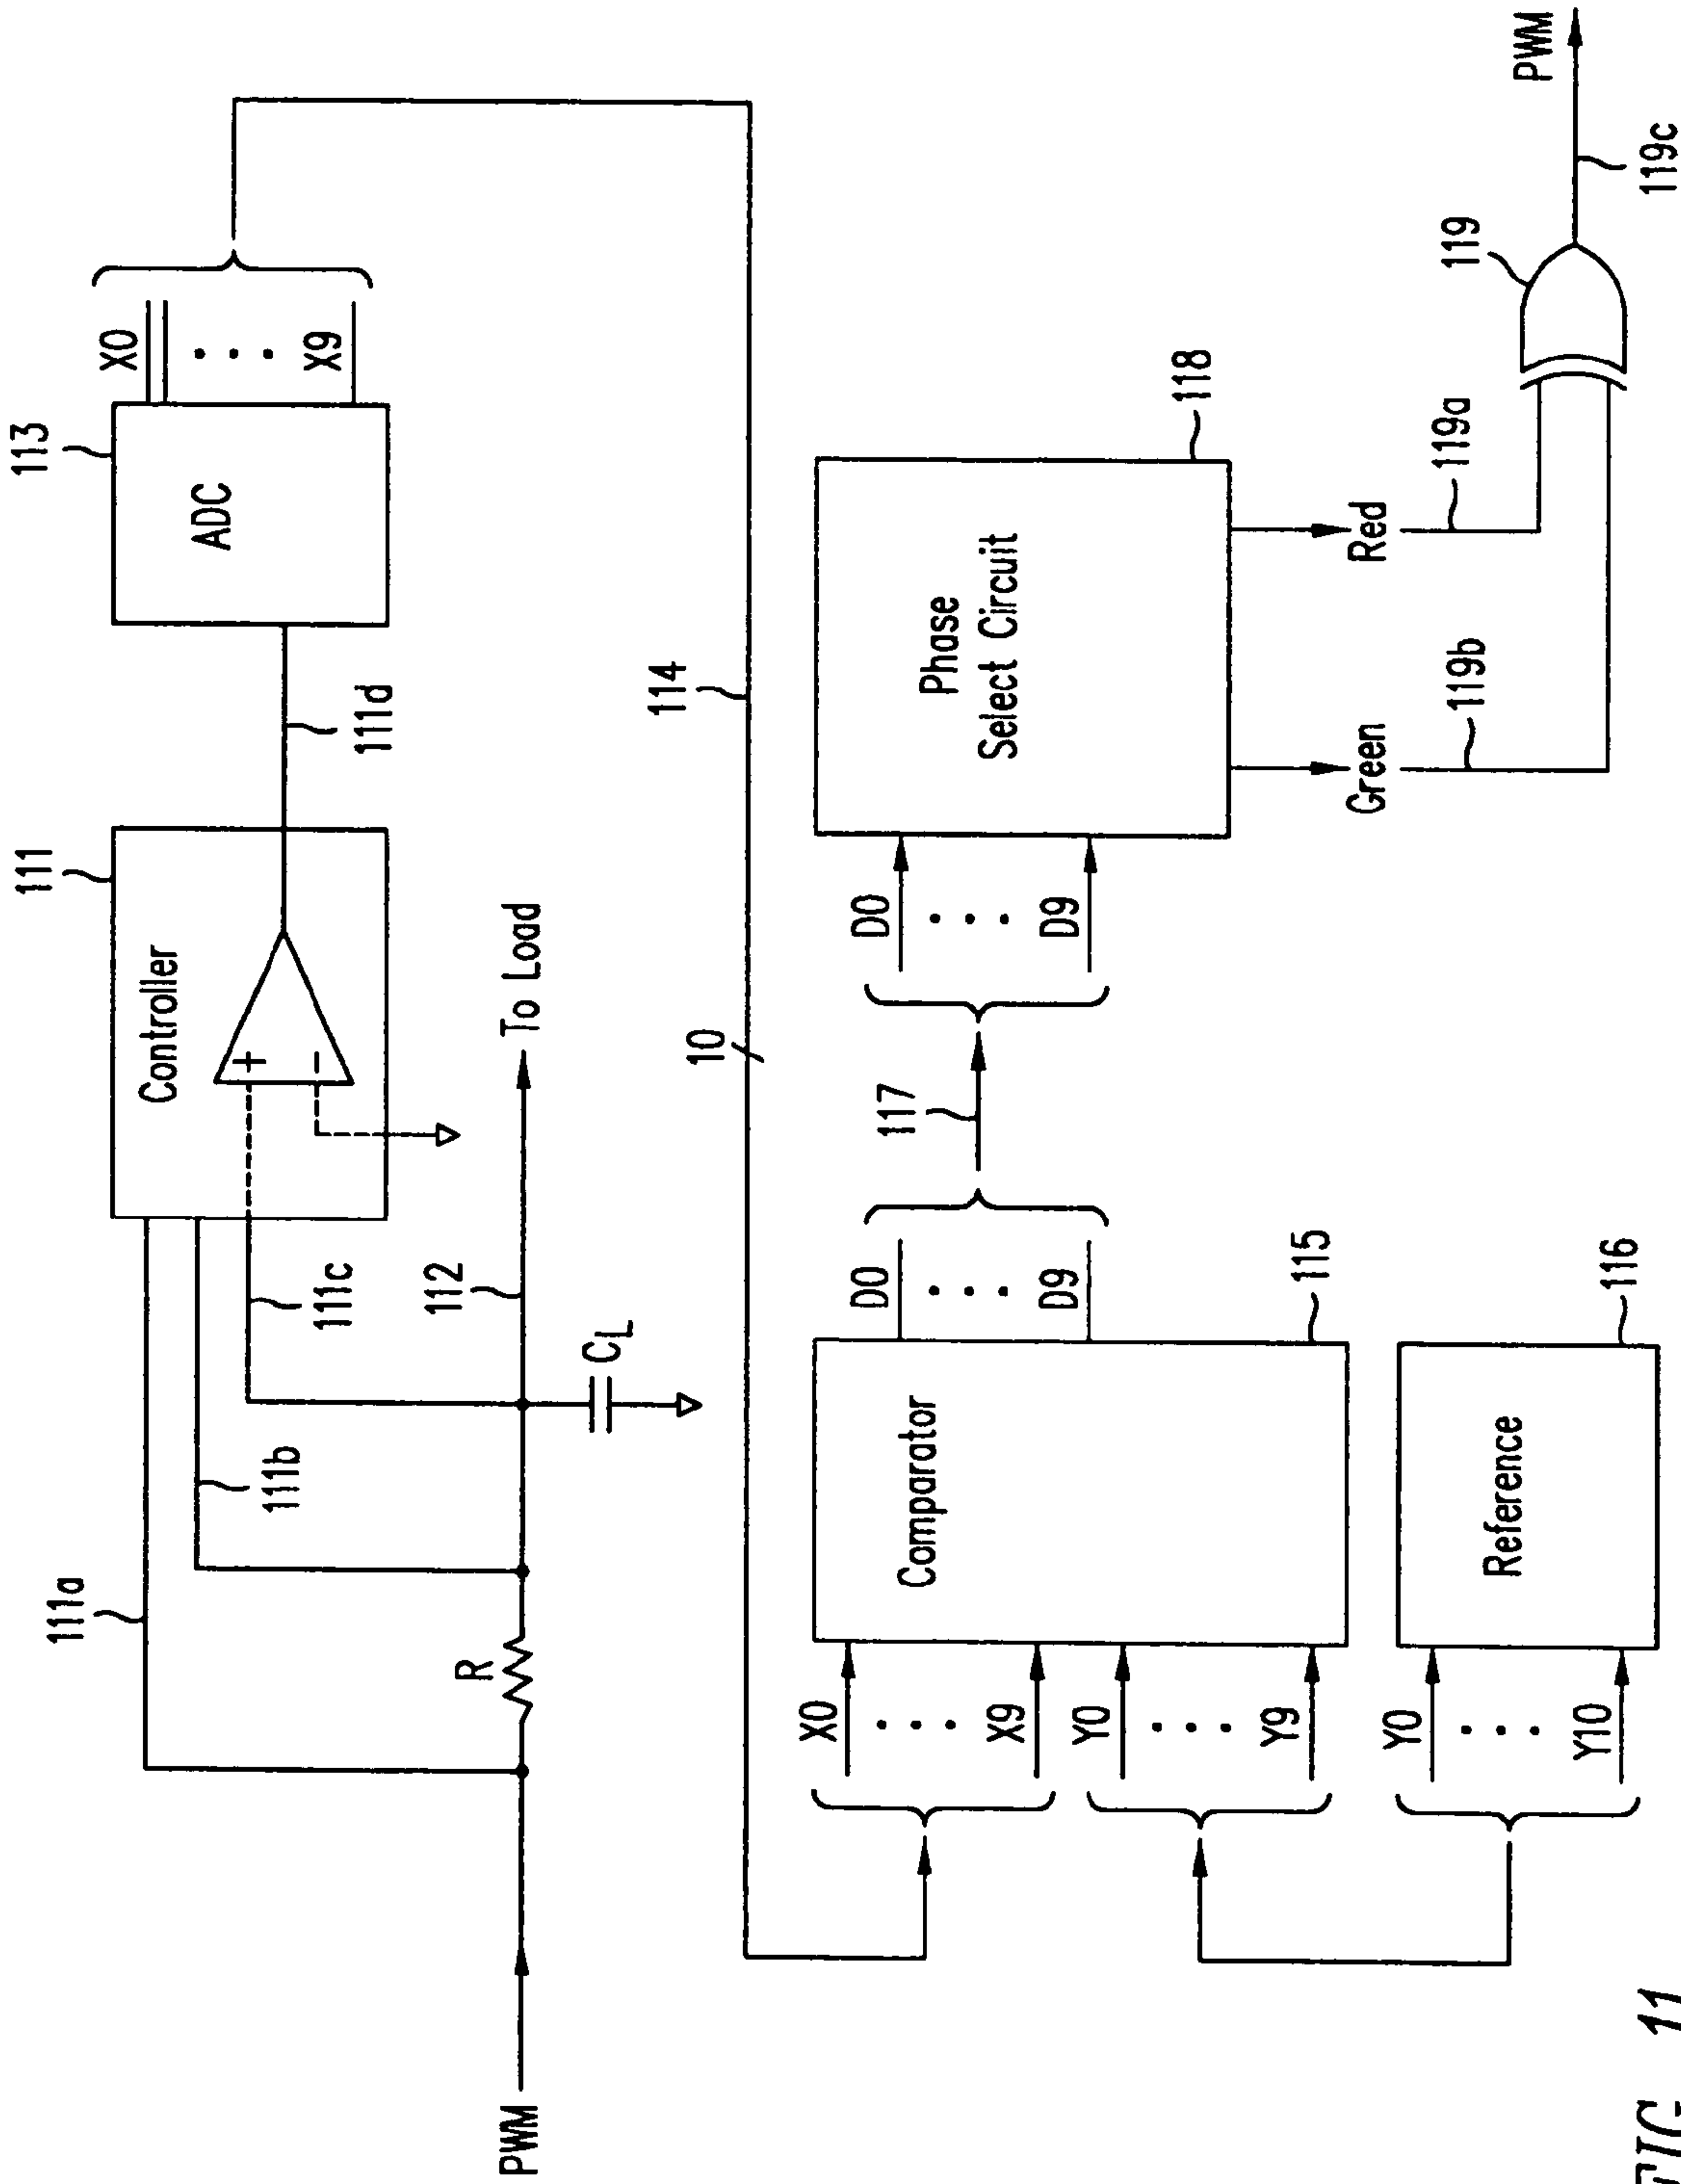 113
X0
X9
ADC
111d
111
Controller
+
−
To Load
111c
112
CL
111b
111a
R
PWM
114
10
PWM
119c
119
118
Phase
Select Circuit
Red
119a
Green
119b
D0
D9
117
D0
D9
115
116
Comparator
Reference
X0
X9
Y0
Y9
Y0
Y10
FIG. 11